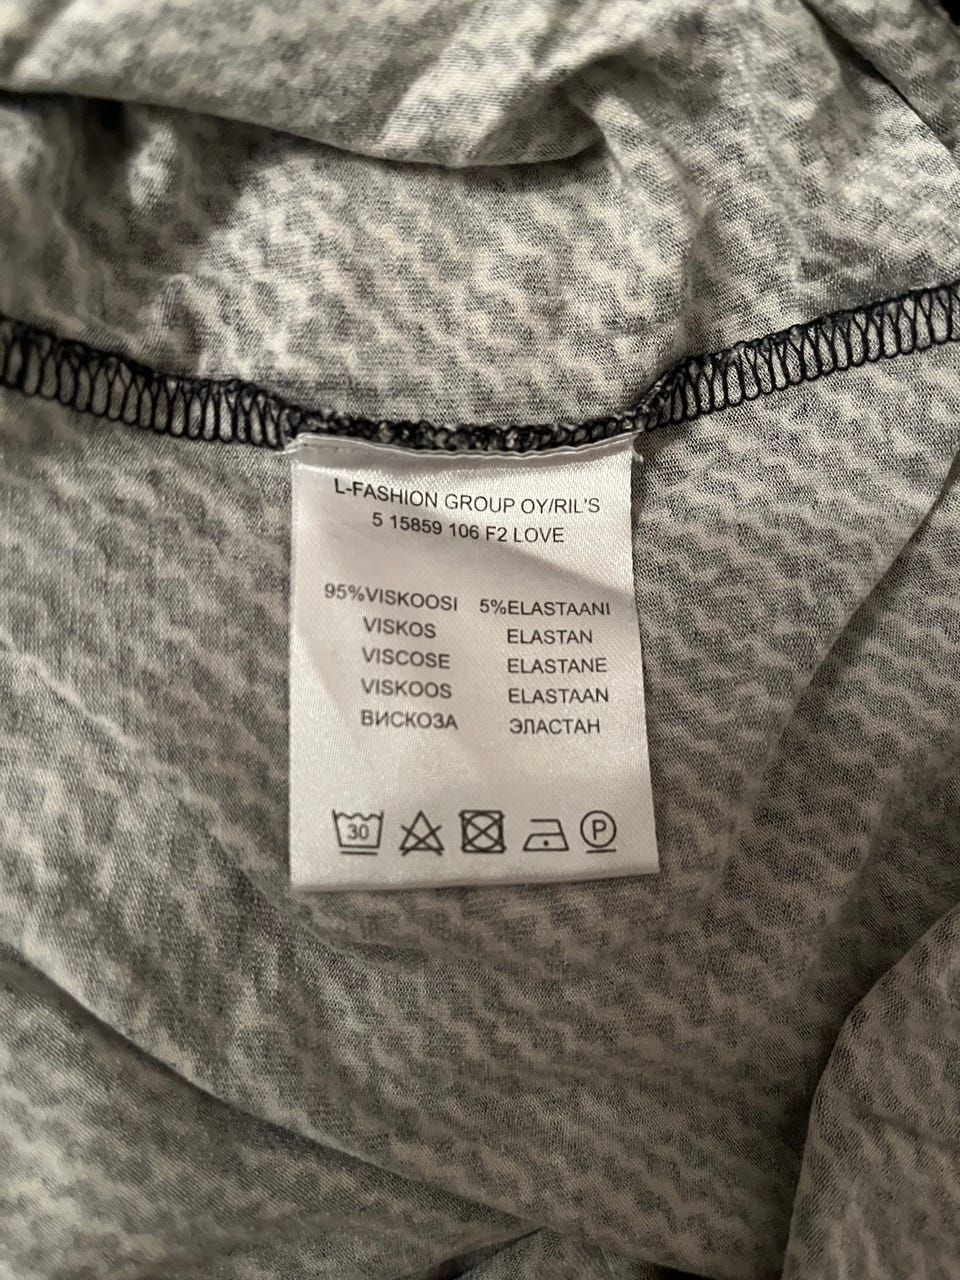 L-FASHION GROUP OY/RIL'S
5 15859 106 F2 LOVE
95%VISKOOSI 5%ELASTAANI
VISKOS ELASTAN
VISCOSE ELASTANE
VISKOOS ELASTAAN
ВИСКОЗА ЭЛАСТАН
30 P